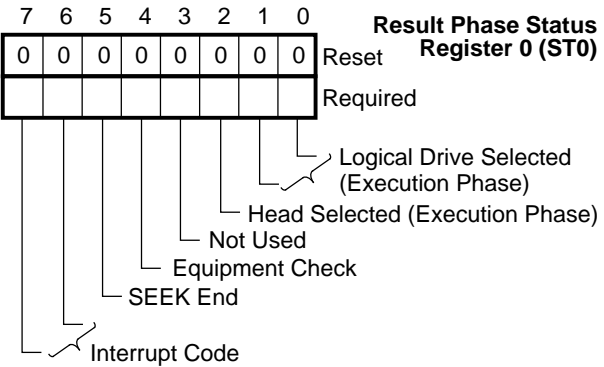 7 6 5 4 3 2 1 0
Result Phase Status
Register 0 (ST0)
0 0 0 0 0 0 0 0 Reset
Required
Logical Drive Selected
(Execution Phase)
Head Selected (Execution Phase)
Not Used
Equipment Check
SEEK End
Interrupt Code